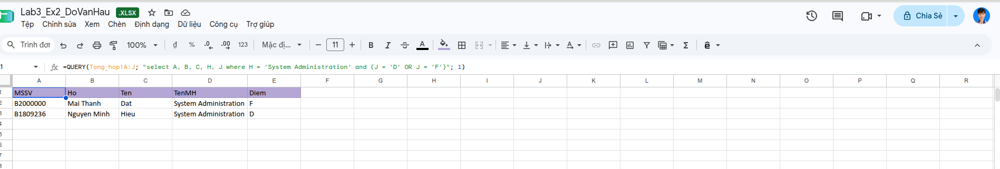 Lab3_Ex2_DoVanHau .XLSX
Tệp Chỉnh sửa Xem Chèn Định dạng Dữ liệu Công cụ Trợ giúp
Chia Sẻ
Trình đơn 100% đ % .0 .00 123 Mặc đị... 11 B I S A A Σ ê
fx =QUERY(Tong_hop!A:J; "select A, B, C, H, J where H = 'System Administration' and (J = 'D' OR J = 'F')"; 1)
A B C D E F G H I J K L M N O P Q R
1 MSSV Ho Ten TenMH Diem
2 B2000000 Mai Thanh Dat System Administration F
3 B1809236 Nguyen Minh Hieu System Administration D
4
5
6
7
8